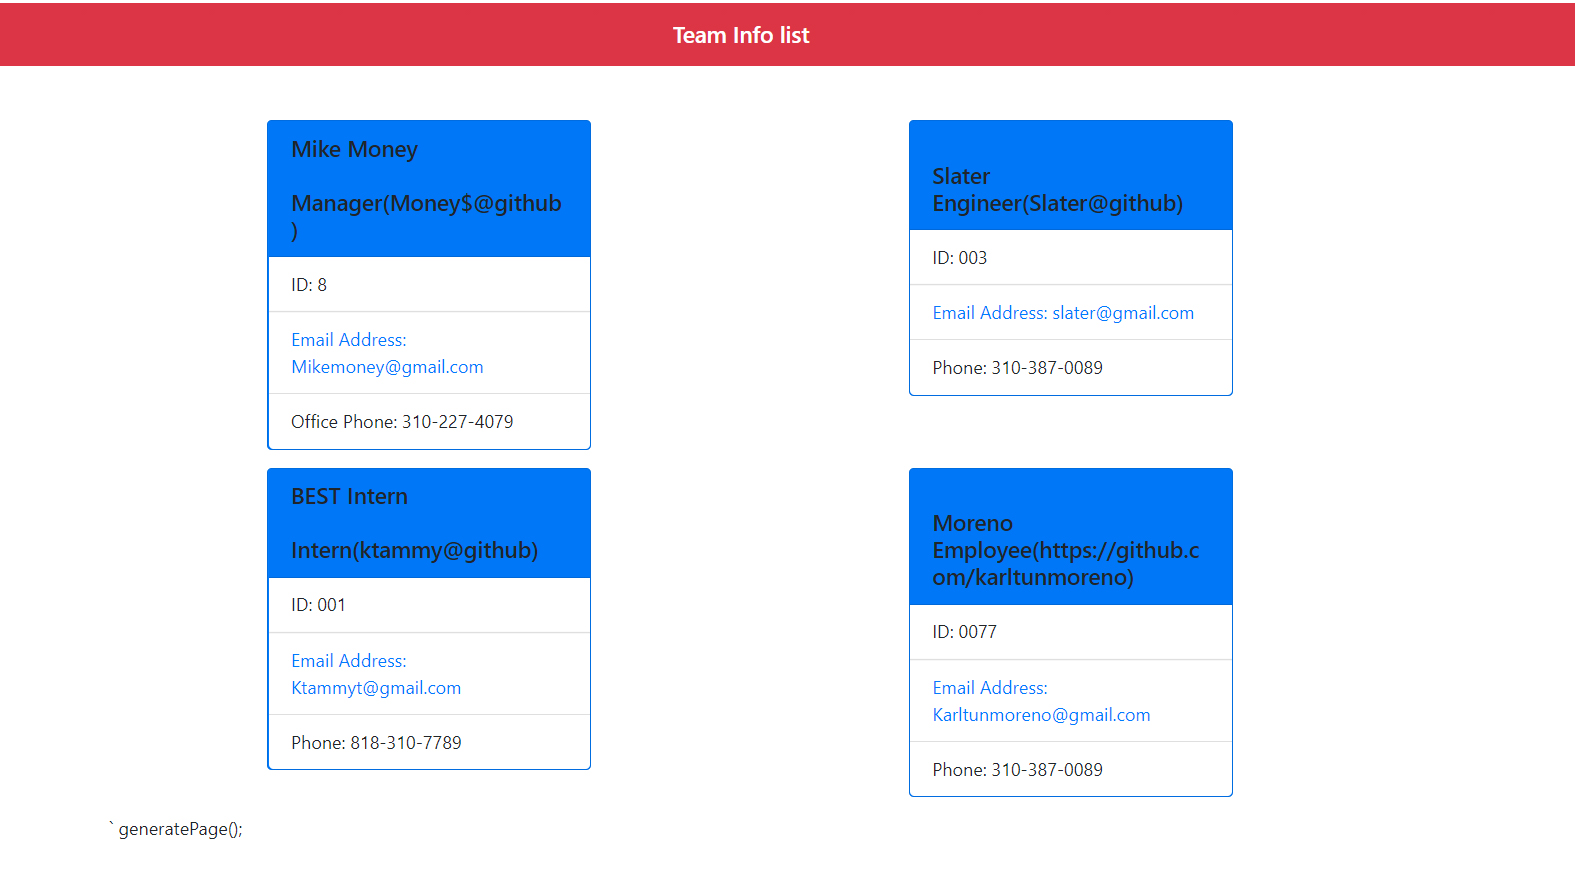 Team Info list
Mike Money
Manager(Money$@github
)
ID: 8
Email Address:
Mikemoney@gmail.com
Office Phone: 310-227-4079
Slater
Engineer(Slater@github)
ID: 003
Email Address: slater@gmail.com
Phone: 310-387-0089
BEST Intern
Intern(ktammy@github)
ID: 001
Email Address:
Ktammyt@gmail.com
Phone: 818-310-7789
Moreno
Employee(https://github.c
om/karltunmoreno)
ID: 0077
Email Address:
Karltunmoreno@gmail.com
Phone: 310-387-0089
` generatePage();